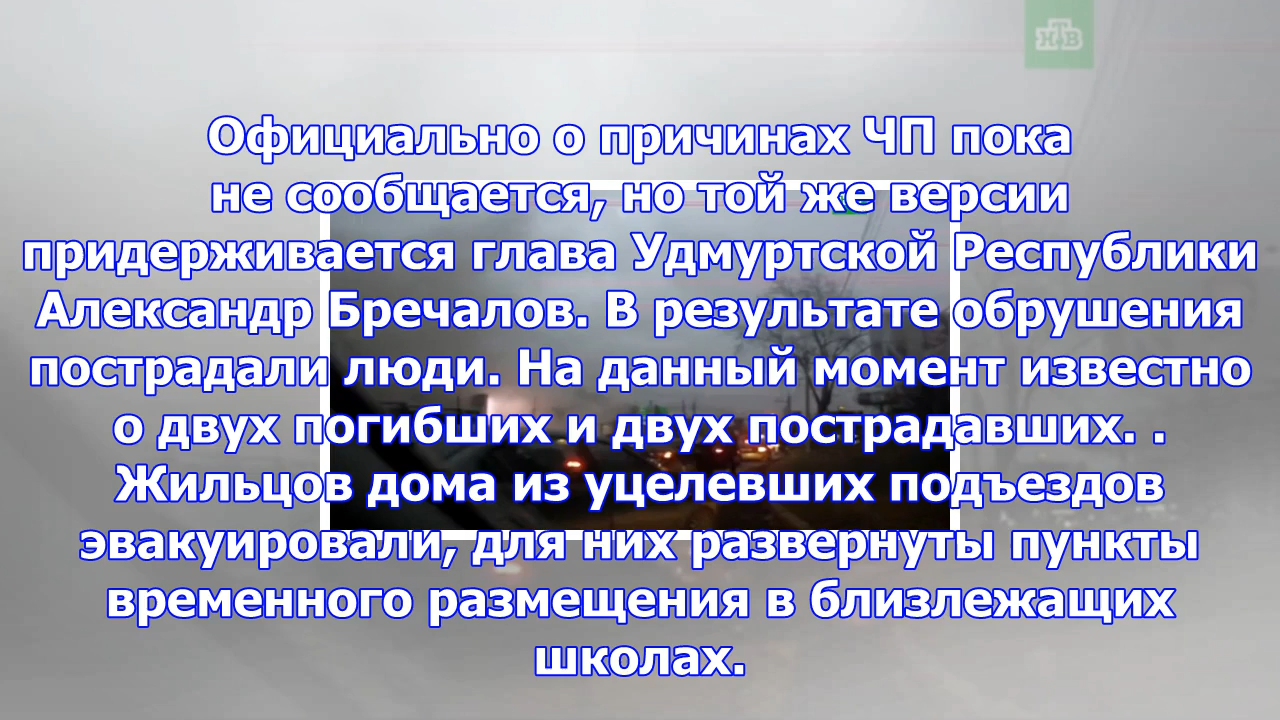 НТВ
Официально о причинах ЧП пока
не сообщается, но той же версии
придерживается глава Удмуртской Республики
Александр Бречалов. В результате обрушения
пострадали люди. На данный момент известно
о двух погибших и двух пострадавших. .
Жильцов дома из уцелевших подъездов
эвакуировали, для них развернуты пункты
временного размещения в близлежащих
школах.